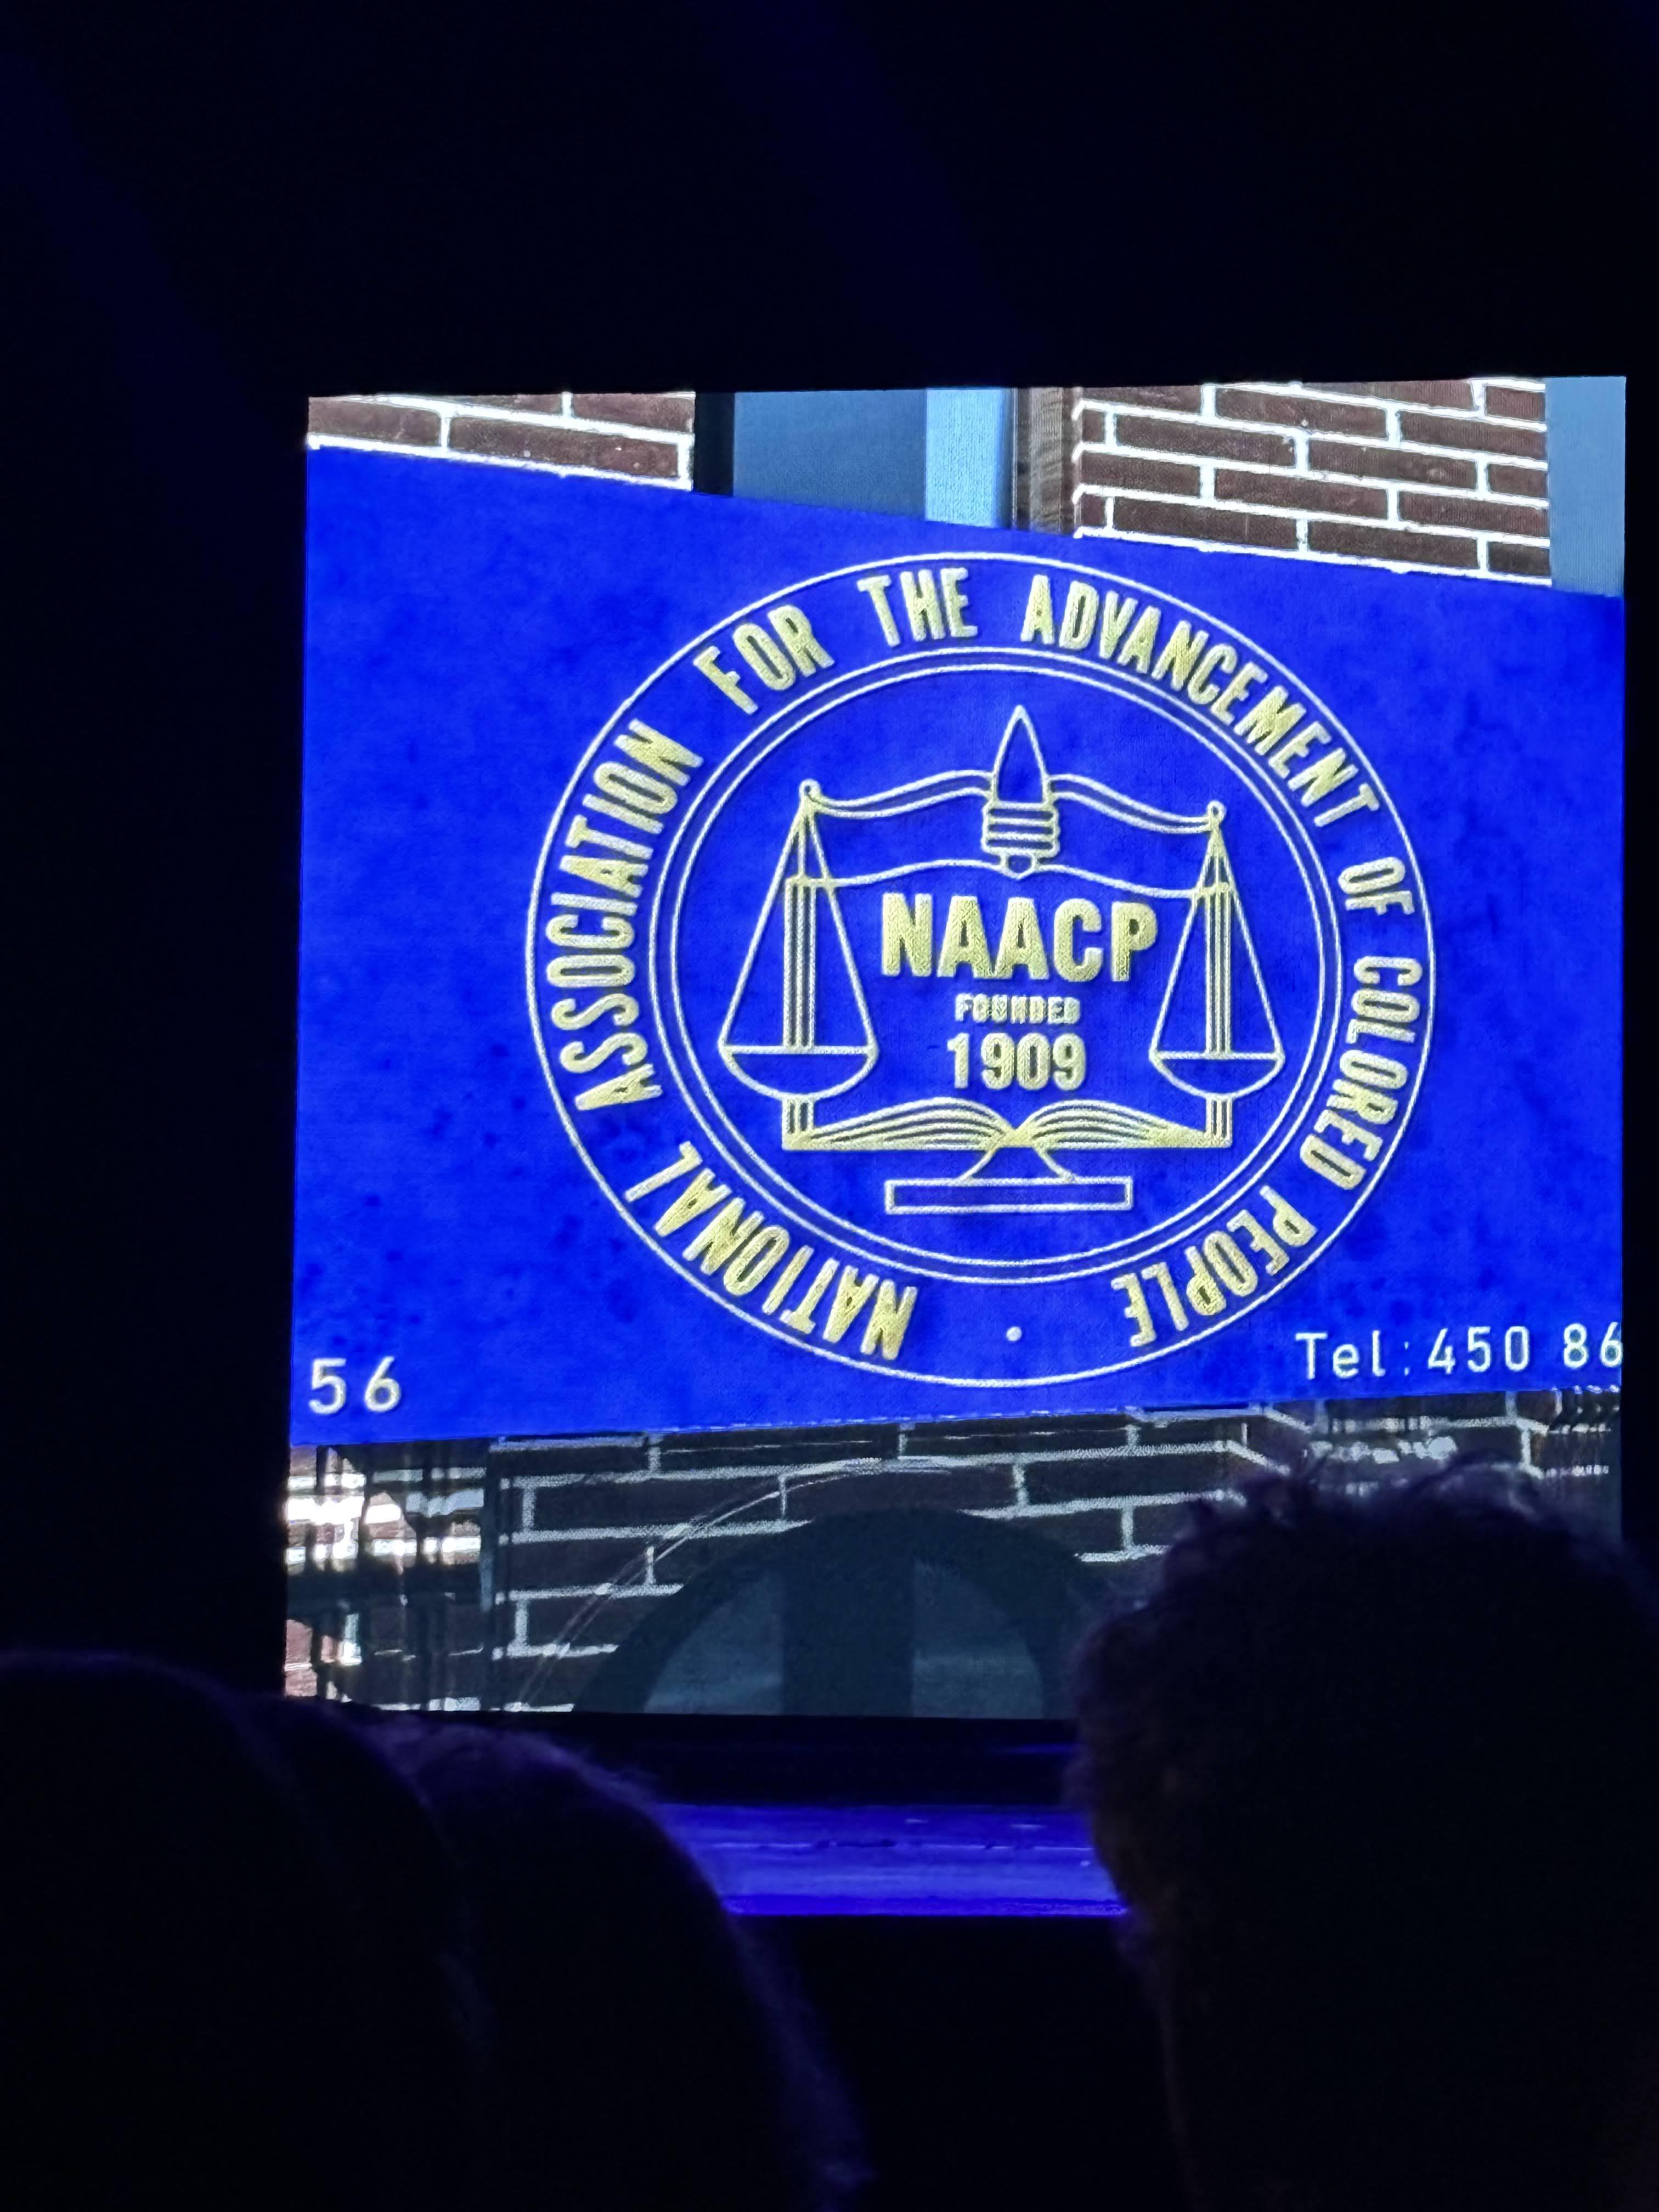 NATIONAL ASSOCIATION FOR THE ADVANCEMENT OF COLORED PEOPLE
NAACP
FOUNDED
1909
56
Tel:450 86